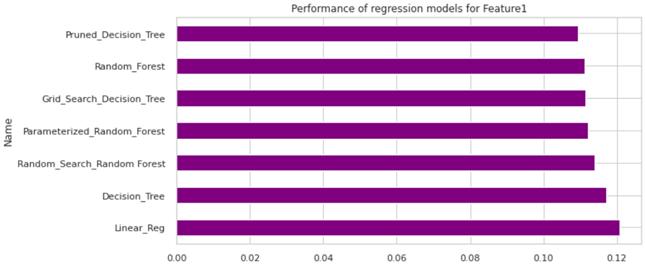 Performance of regression models for Feature1
Name
Pruned_Decision_Tree
Random_Forest
Grid_Search_Decision_Tree
Parameterized_Random_Forest
Random_Search_Random Forest
Decision_Tree
Linear_Reg
0.00 0.02 0.04 0.06 0.08 0.10 0.12